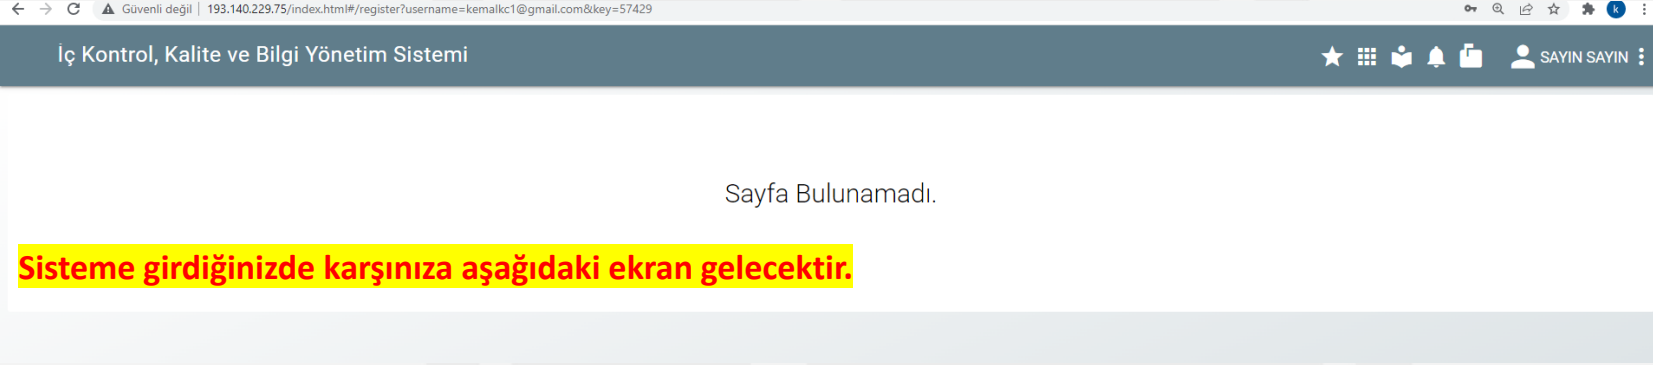 Güvenli değil | 193.140.229.75/index.html#/register?username=kemalkc1@gmail.com&key=57429
k
İç Kontrol, Kalite ve Bilgi Yönetim Sistemi
SAYIN SAYIN
Sayfa Bulunamadı.
Sisteme girdiğinizde karşınıza aşağıdaki ekran gelecektir.